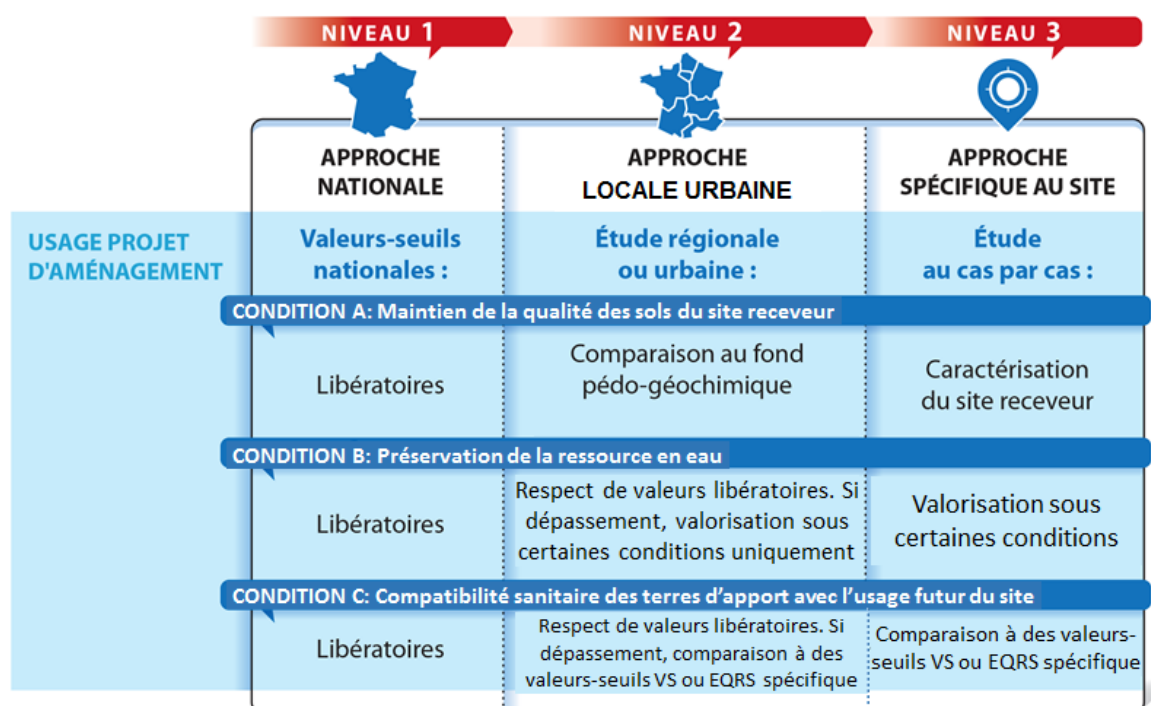 NIVEAU 1
NIVEAU 2
NIVEAU 3
APPROCHE
NATIONALE
APPROCHE
LOCALE URBAINE
APPROCHE
SPÉCIFIQUE AU SITE
USAGE PROJET
D'AMÉNAGEMENT
Valeurs-seuils
nationales :
Étude régionale
ou urbaine :
Étude
au cas par cas :
CONDITION A: Maintien de la qualité des sols du site receveur
Libératoires
Comparaison au fond
pédo-géochimique
Caractérisation
du site receveur
CONDITION B: Préservation de la ressource en eau
Libératoires
Respect de valeurs libératoires. Si
dépassement, valorisation sous
certaines conditions uniquement
Valorisation sous
certaines conditions
CONDITION C: Compatibilité sanitaire des terres d’apport avec l’usage futur du site
Libératoires
Respect de valeurs libératoires. Si
dépassement, comparaison à des
valeurs-seuils VS ou EQRS spécifique
Comparaison à des valeurs-
seuils VS ou EQRS spécifique